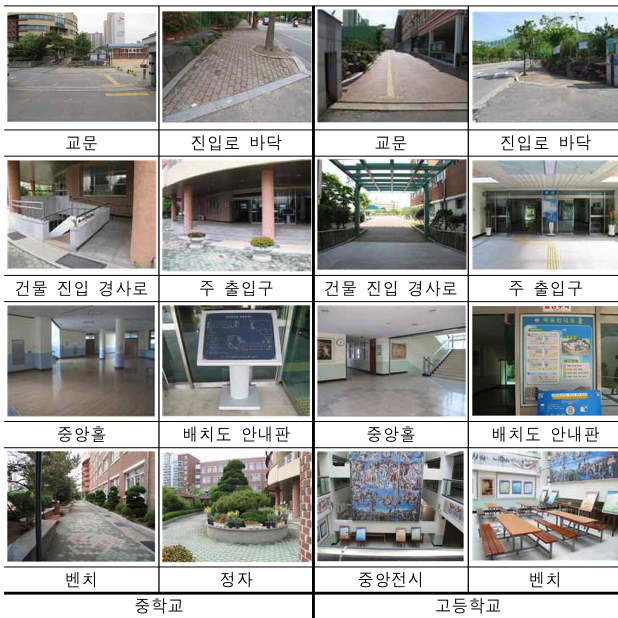 교문 진입로 바닥 교문 진입로 바닥
건물 진입 경사로 주 출입구 건물 진입 경사로 주 출입구
중앙홀 배치도 안내판 중앙홀 배치도 안내판
벤치 정자 중앙전시 벤치
중학교 고등학교